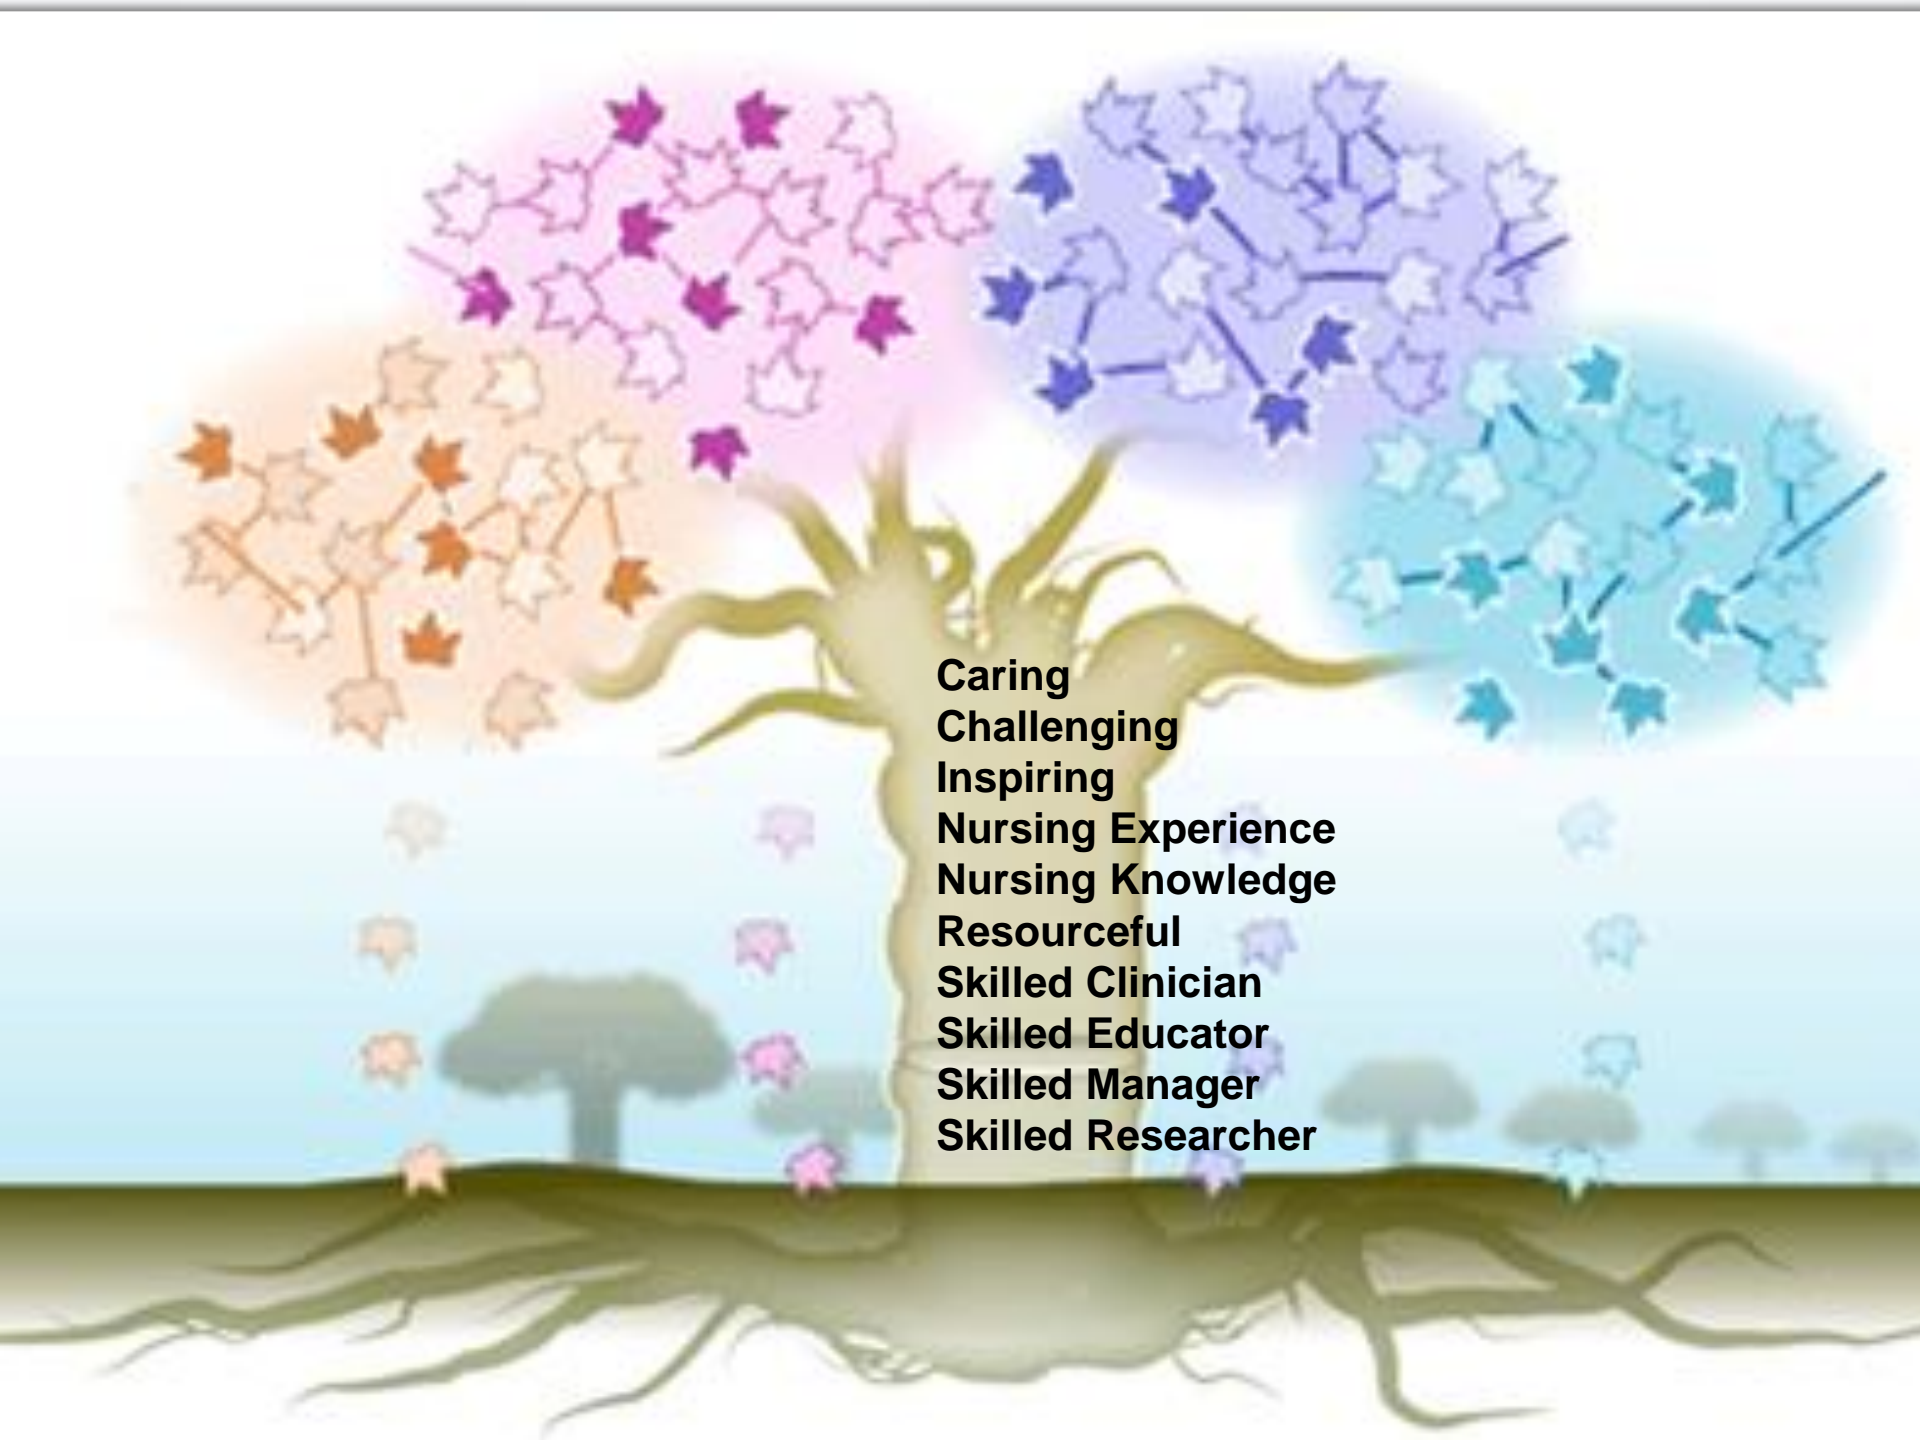 Caring
Challenging
Inspiring
Nursing Experience
Nursing Knowledge
Resourceful
Skilled Clinician
Skilled Educator
Skilled Manager
Skilled Researcher